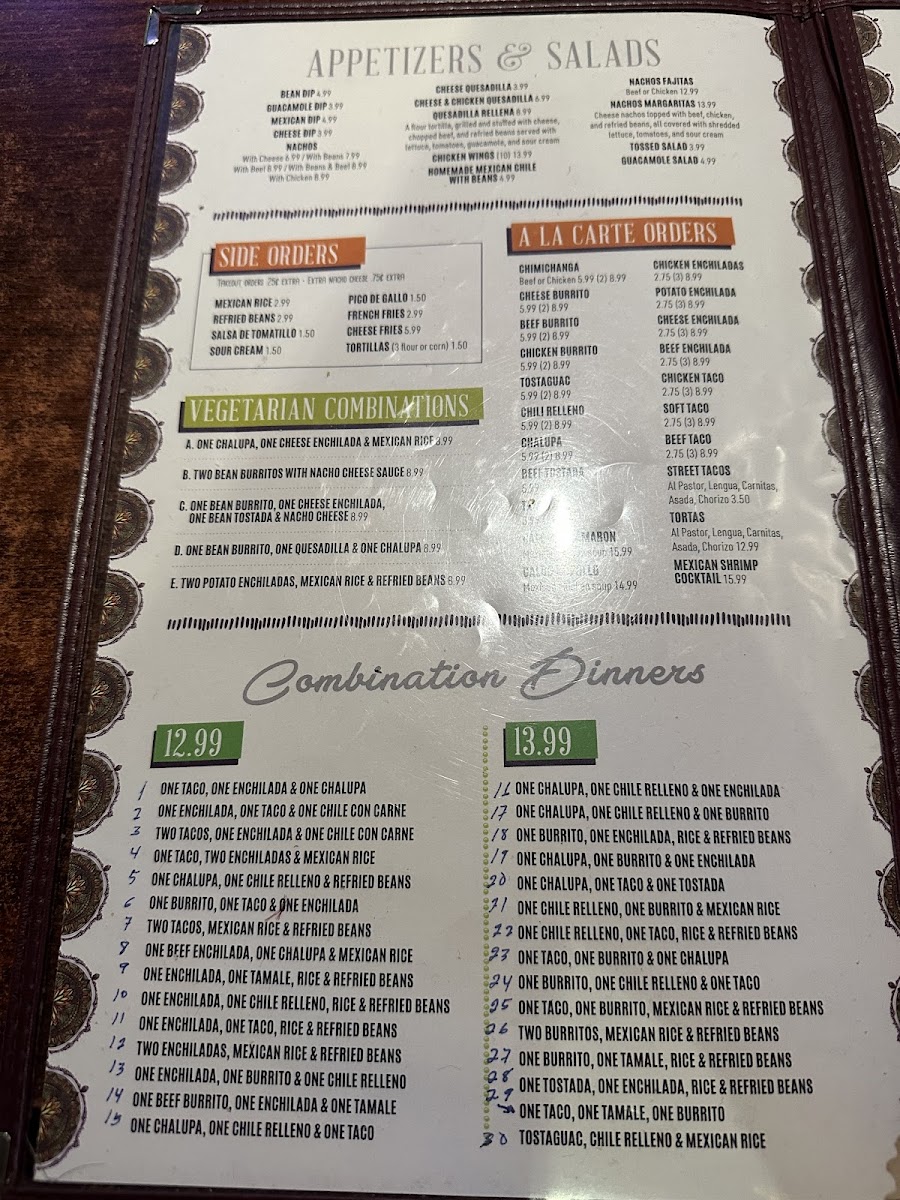 APPETIZERS & SALADS
BEAN DIP 4.99
GUACAMOLE DIP 3.99
MEXICAN DIP 4.99
CHEESE DIP 3.99
NACHOS
With Cheese 6.99 / With Beans 7.99
With Beef 8.99 / With Beans & Beef 8.99
With Chicken 8.99
CHEESE QUESADILLA 3.99
CHEESE & CHICKEN QUESADILLA 6.99
QUESADILLA RELLENA 8.99
A flour tortilla, grilled and stuffed with cheese,
chopped beef, and refried beans served with
lettuce, tomatoes, guacamole, and sour cream
CHICKEN WINGS (10) 13.99
HOMEMADE MEXICAN CHILE
WITH BEANS 6.99
NACHOS FAJITAS
Beef or Chicken 12.99
NACHOS MARGARITAS 13.99
Cheese nachos topped with beef, chicken,
and refried beans, all covered with shredded
lettuce, tomatoes, and sour cream
TOSSED SALAD 3.99
GUACAMOLE SALAD 4.99
SIDE ORDERS
TAKEOUT ORDERS 25¢ EXTRA - EXTRA NACHO CHEESE .75¢ EXTRA
MEXICAN RICE 2.99
REFRIED BEANS 2.99
SALSA DE TOMATILLO 1.50
SOUR CREAM 1.50
PICO DE GALLO 1.50
FRENCH FRIES 2.99
CHEESE FRIES 5.99
TORTILLAS (3 flour or corn) 1.50
A LA CARTE ORDERS
CHIMICHANGA
Beef or Chicken 5.99 (2) 8.99
CHEESE BURRITO
5.99 (2) 8.99
BEEF BURRITO
5.99 (2) 8.99
CHICKEN BURRITO
5.99 (2) 8.99
TOSTAGUAC
5.99 (2) 8.99
CHILI RELLENO
5.99 (2) 8.99
CHALUPA
5.99 (2) 8.99
BEEF TOSTADA
5.99
MARON
soup 15.99
soup 14.99
CHICKEN ENCHILADAS
2.75 (3) 8.99
POTATO ENCHILADA
2.75 (3) 8.99
CHEESE ENCHILADA
2.75 (3) 8.99
BEEF ENCHILADA
2.75 (3) 8.99
CHICKEN TACO
2.75 (3) 8.99
SOFT TACO
2.75 (3) 8.99
BEEF TACO
2.75 (3) 8.99
STREET TACOS
Al Pastor, Lengua, Carnitas,
Asada, Chorizo 3.50
TORTAS
Al Pastor, Lengua, Carnitas,
Asada, Chorizo 12.99
MEXICAN SHRIMP
COCKTAIL 15.99
VEGETARIAN COMBINATIONS
A. ONE CHALUPA, ONE CHEESE ENCHILADA & MEXICAN RICE 8.99
B. TWO BEAN BURRITOS WITH NACHO CHEESE SAUCE 8.99
C. ONE BEAN BURRITO, ONE CHEESE ENCHILADA,
ONE BEAN TOSTADA & NACHO CHEESE 8.99
D. ONE BEAN BURRITO, ONE QUESADILLA & ONE CHALUPA 8.99
E. TWO POTATO ENCHILADAS, MEXICAN RICE & REFRIED BEANS 8.99
Combination Dinners
12.99
1 ONE TACO, ONE ENCHILADA & ONE CHALUPA
2 ONE ENCHILADA, ONE TACO & ONE CHILE CON CARNE
3 TWO TACOS, ONE ENCHILADA & ONE CHILE CON CARNE
4 ONE TACO, TWO ENCHILADAS & MEXICAN RICE
5 ONE CHALUPA, ONE CHILE RELLENO & REFRIED BEANS
6 ONE BURRITO, ONE TACO & ONE ENCHILADA
7 TWO TACOS, MEXICAN RICE & REFRIED BEANS
8 ONE BEEF ENCHILADA, ONE CHALUPA & MEXICAN RICE
9 ONE ENCHILADA, ONE TAMALE, RICE & REFRIED BEANS
10 ONE ENCHILADA, ONE CHILE RELLENO, RICE & REFRIED BEANS
11 ONE ENCHILADA, ONE TACO, RICE & REFRIED BEANS
12 TWO ENCHILADAS, MEXICAN RICE & REFRIED BEANS
13 ONE ENCHILADA, ONE BURRITO & ONE CHILE RELLENO
14 ONE BEEF BURRITO, ONE ENCHILADA & ONE TAMALE
15 ONE CHALUPA, ONE CHILE RELLENO & ONE TACO
13.99
16 ONE CHALUPA, ONE CHILE RELLENO & ONE ENCHILADA
17 ONE CHALUPA, ONE CHILE RELLENO & ONE BURRITO
18 ONE BURRITO, ONE ENCHILADA, RICE & REFRIED BEANS
19 ONE CHALUPA, ONE BURRITO & ONE ENCHILADA
20 ONE CHALUPA, ONE TACO & ONE TOSTADA
21 ONE CHILE RELLENO, ONE BURRITO & MEXICAN RICE
22 ONE CHILE RELLENO, ONE TACO, RICE & REFRIED BEANS
23 ONE TACO, ONE BURRITO & ONE CHALUPA
24 ONE BURRITO, ONE CHILE RELLENO & ONE TACO
25 ONE TACO, ONE BURRITO, MEXICAN RICE & REFRIED BEANS
26 TWO BURRITOS, MEXICAN RICE & REFRIED BEANS
27 ONE BURRITO, ONE TAMALE, RICE & REFRIED BEANS
28 ONE TOSTADA, ONE ENCHILADA, RICE & REFRIED BEANS
29 ONE TACO, ONE TAMALE, ONE BURRITO
30 TOSTAGUAC, CHILE RELLENO & MEXICAN RICE